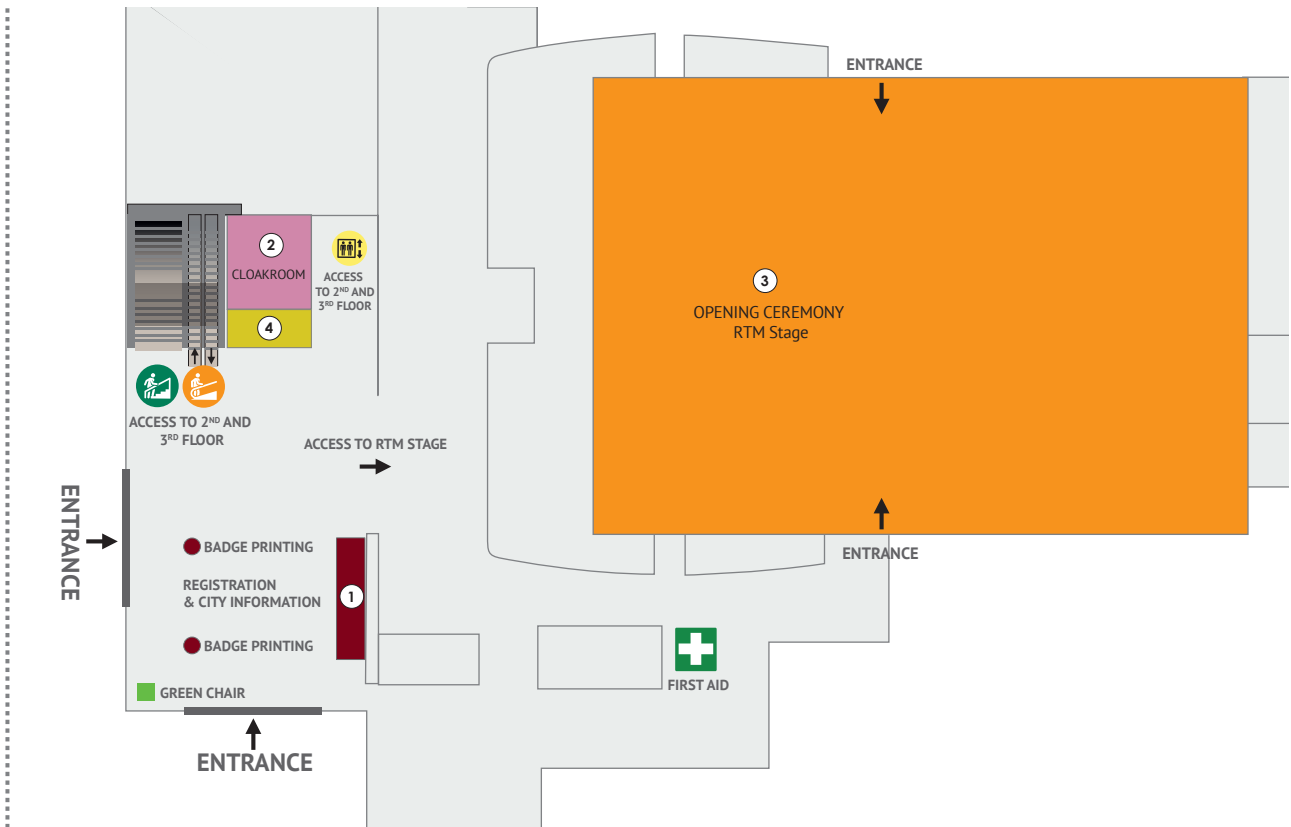 ENTRANCE
2
CLOAKROOM
ACCESS
TO 2ND AND
3RD FLOOR
3
OPENING CEREMONY
RTM Stage
4
ACCESS TO 2ND AND
3RD FLOOR
ACCESS TO RTM STAGE
ENTRANCE
BADGE PRINTING
ENTRANCE
REGISTRATION
& CITY INFORMATION
1
BADGE PRINTING
FIRST AID
GREEN CHAIR
ENTRANCE